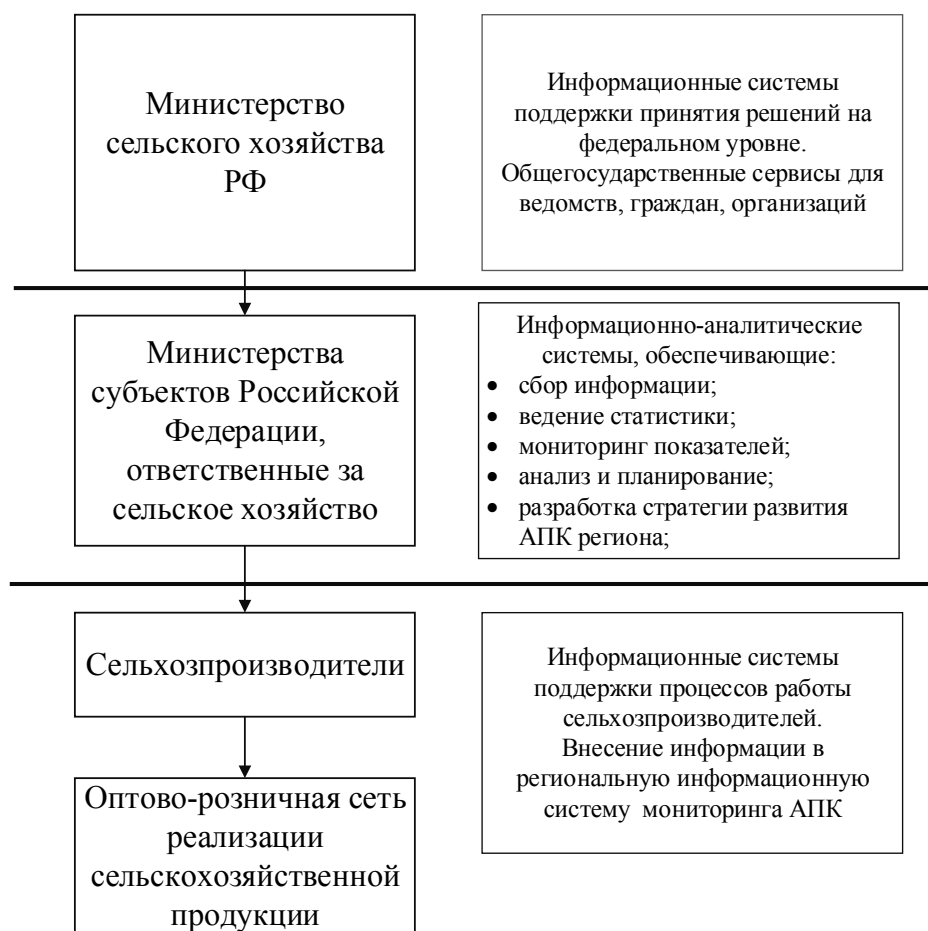 Министерство
сельского хозяйства
РФ
Информационные системы
поддержки принятия решений на
федеральном уровне.
Общегосударственные сервисы для
ведомств, граждан, организаций
Министерства
субъектов Российской
Федерации,
ответственные за
сельское хозяйство
Информационно-аналитические
системы, обеспечивающие:
• сбор информации;
• ведение статистики;
• мониторинг показателей;
• анализ и планирование;
• разработка стратегии развития
АПК региона;
Сельхозпроизводители
Информационные системы
поддержки процессов работы
сельхозпроизводителей.
Внесение информации в
региональную информационную
систему мониторинга АПК
Оптово-розничная сеть
реализации
сельскохозяйственной
продукции